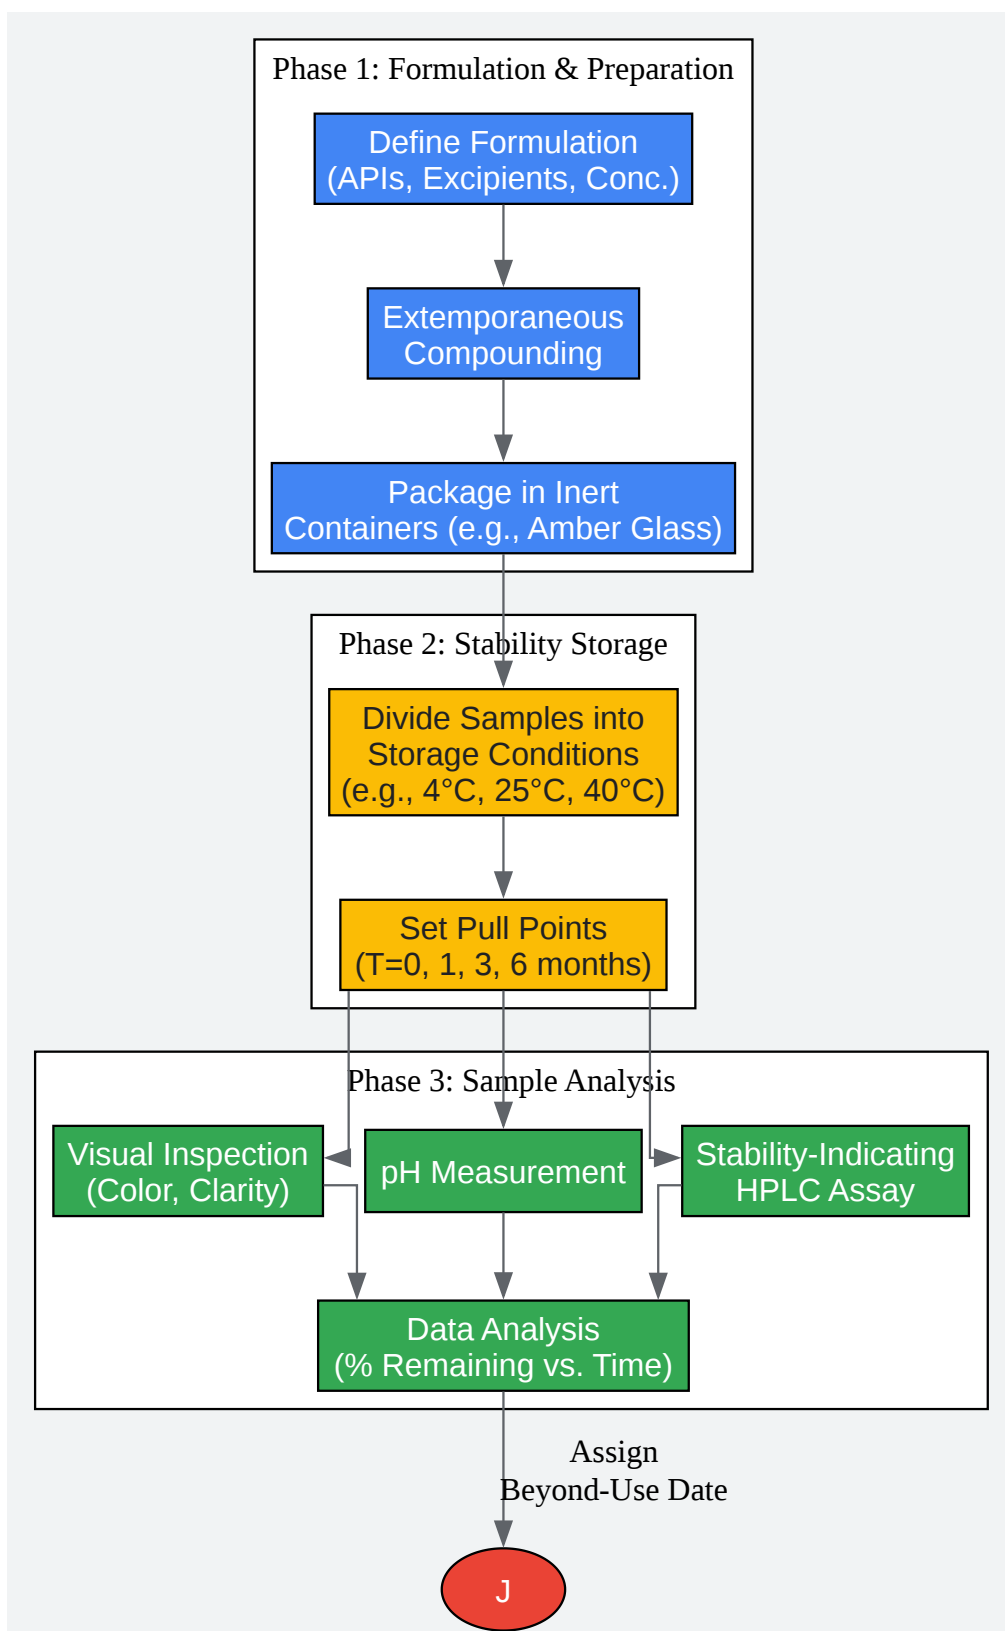 Phase 1: Formulation & Preparation
Define Formulation
(APIs, Excipients, Conc.)
Extemporaneous
Compounding
Package in Inert
Containers (e.g., Amber Glass)
Phase 2: Stability Storage
Divide Samples into
Storage Conditions
(e.g., 4°C, 25°C, 40°C)
Set Pull Points
(T=0, 1, 3, 6 months)
Phase 3: Sample Analysis
Visual Inspection
(Color, Clarity)
pH Measurement
Stability-Indicating
HPLC Assay
Data Analysis
(% Remaining vs. Time)
Assign
Beyond-Use Date
J